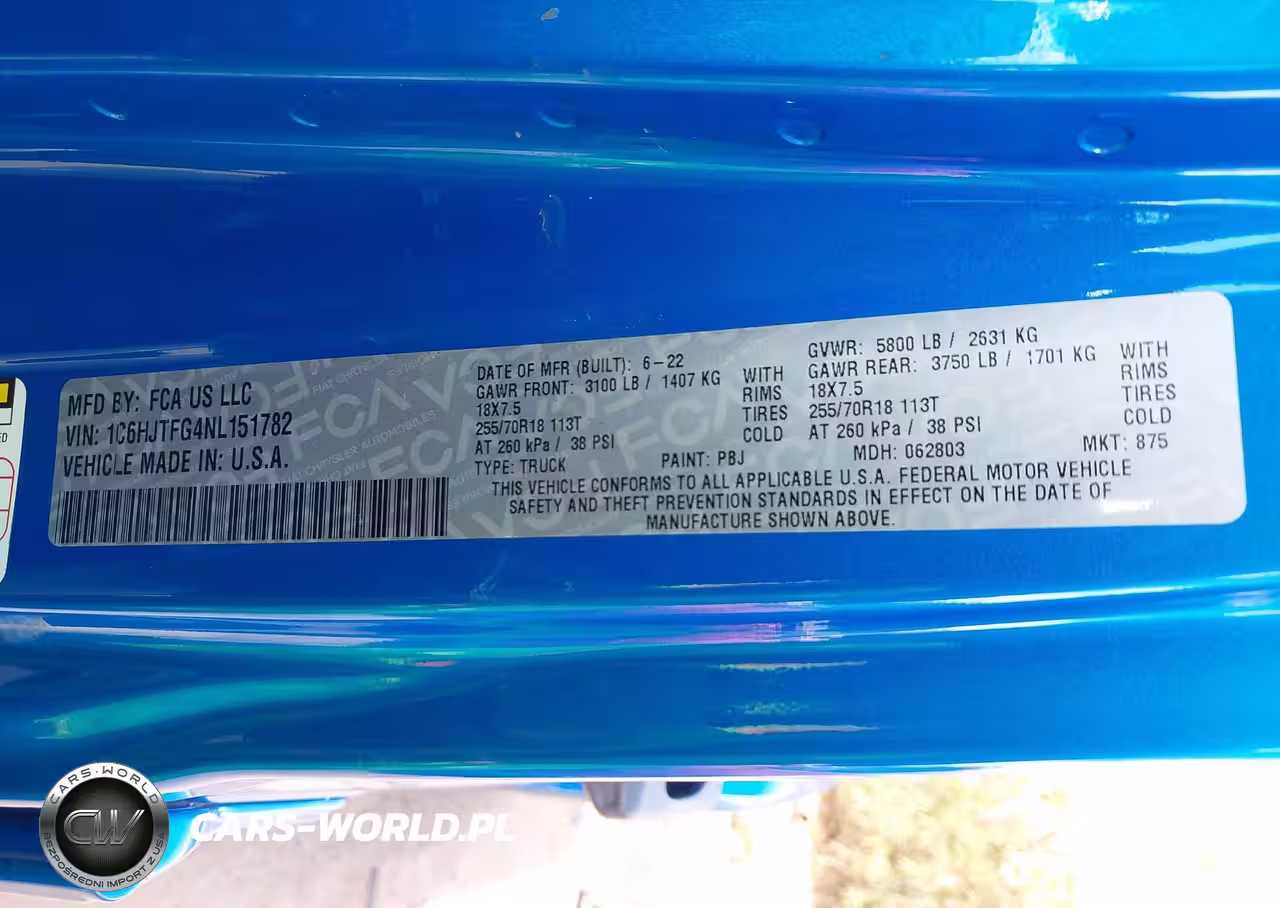 MFD BY: FCA US LLC
VIN: 1C6HJTFG4NL151782
VEHICLE MADE IN: U.S.A.
DATE OF MFR (BUILT): 6-22
GAWR FRONT: 3100 LB / 1407 KG WITH
18X7.5 RIMS
255/70R18 113T TIRES
AT 260 kPa / 38 PSI COLD
GVWR: 5800 LB / 2631 KG
GAWR REAR: 3750 LB / 1701 KG WITH
18X7.5 RIMS
255/70R18 113T TIRES
AT 260 kPa / 38 PSI COLD
TYPE: TRUCK PAINT: PBJ MDH: 062803 MKT: 875
THIS VEHICLE CONFORMS TO ALL APPLICABLE U.S.A. FEDERAL MOTOR VEHICLE
SAFETY AND THEFT PREVENTION STANDARDS IN EFFECT ON THE DATE OF
MANUFACTURE SHOWN ABOVE.
CARS-WORLD
CW
BEZPOŚREDNI IMPORT Z USA
CARS-WORLD.PL